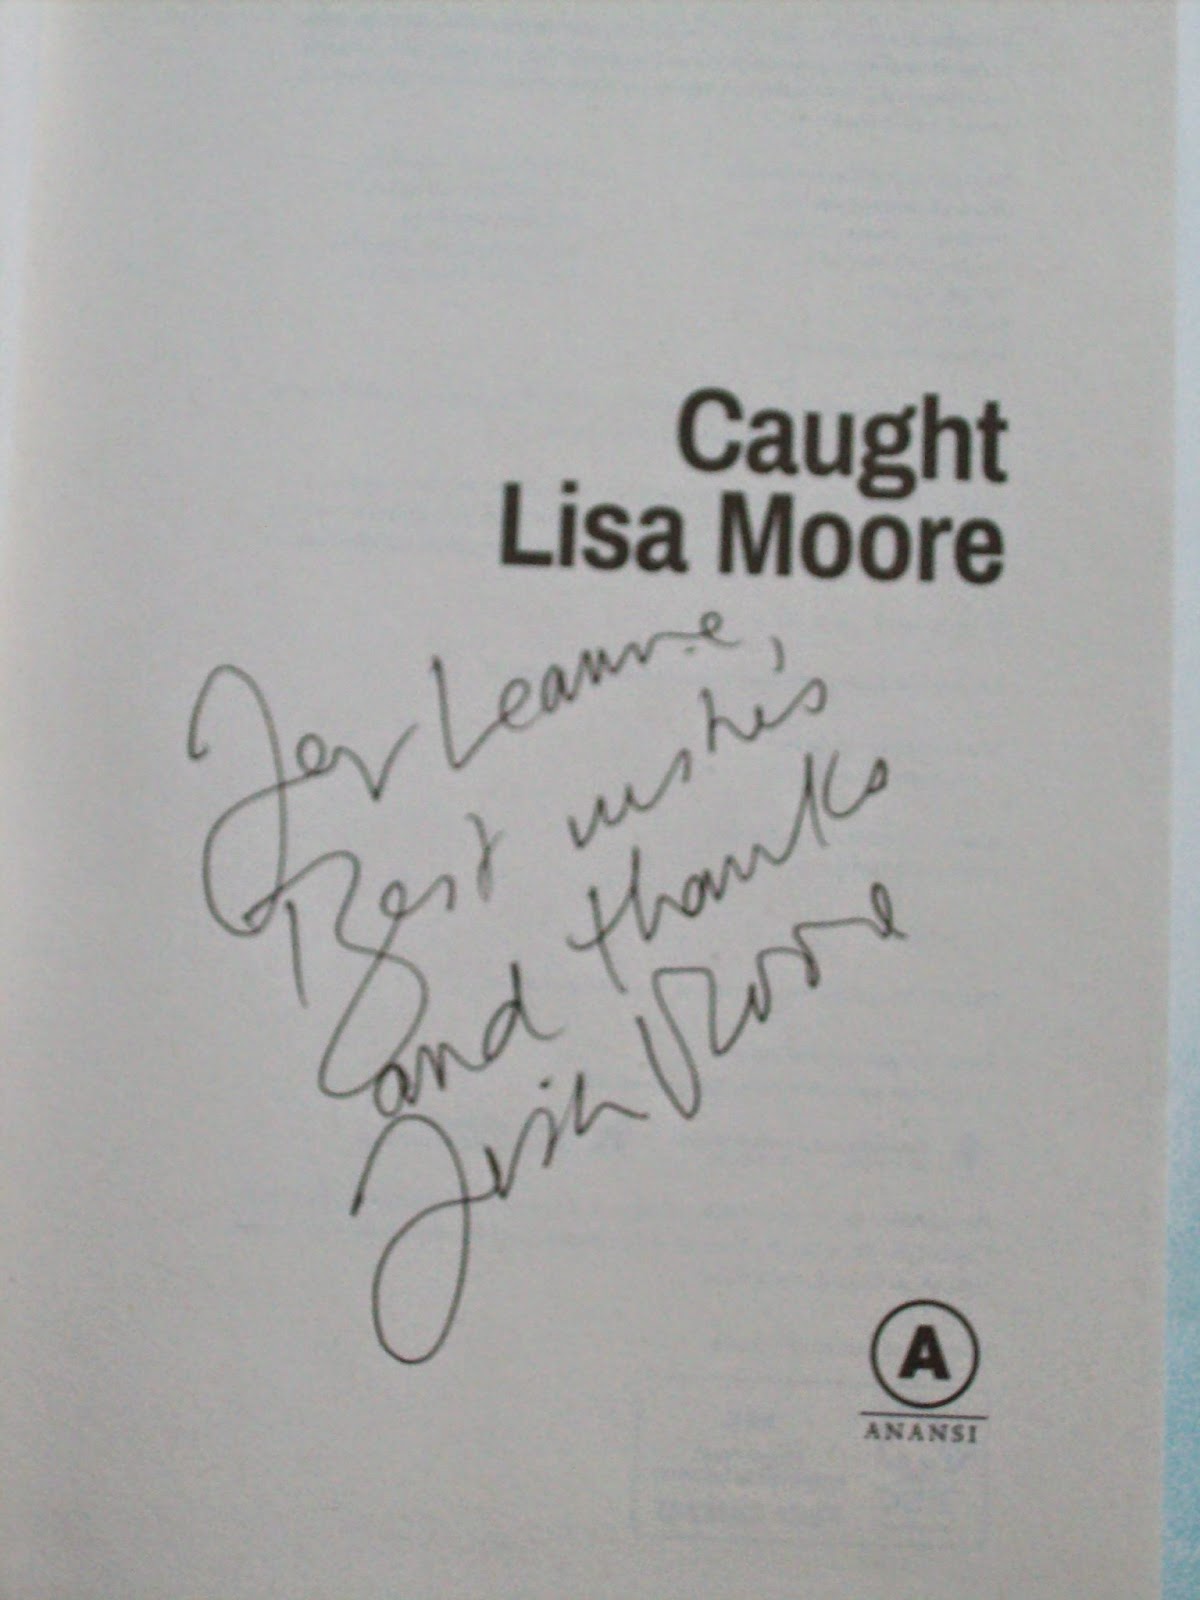 Caught
Lisa Moore
For Leanne,
Best wishes
and thanks
Lisa Moore
A
ANANSI